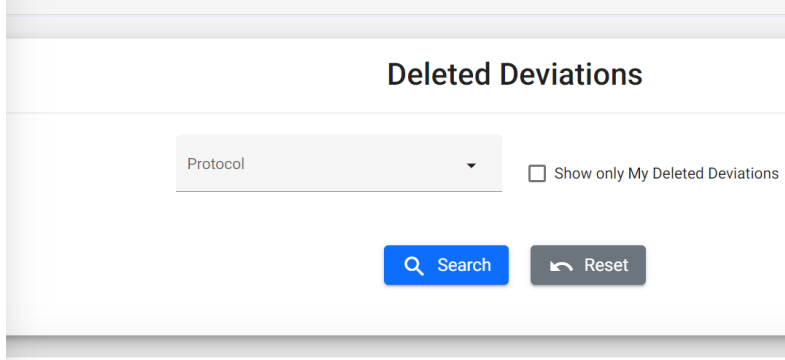 Deleted Deviations
Protocol
Show only My Deleted Deviations
Search
Reset